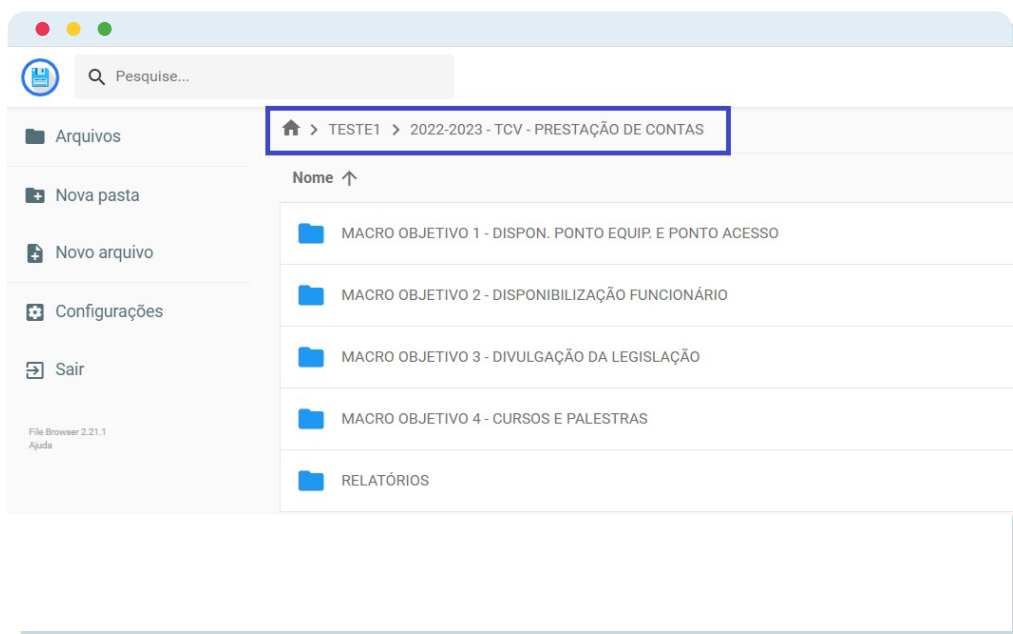 Pesquise...
Arquivos
Nova pasta
Novo arquivo
Configurações
Sair
File Browser 2.21.1
Ajuda
TESTE1 > 2022-2023 - TCV - PRESTAÇÃO DE CONTAS
Nome
MACRO OBJETIVO 1 - DISPON. PONTO EQUIP. E PONTO ACESSO
MACRO OBJETIVO 2 - DISPONIBILIZAÇÃO FUNCIONÁRIO
MACRO OBJETIVO 3 - DIVULGAÇÃO DA LEGISLAÇÃO
MACRO OBJETIVO 4 - CURSOS E PALESTRAS
RELATÓRIOS